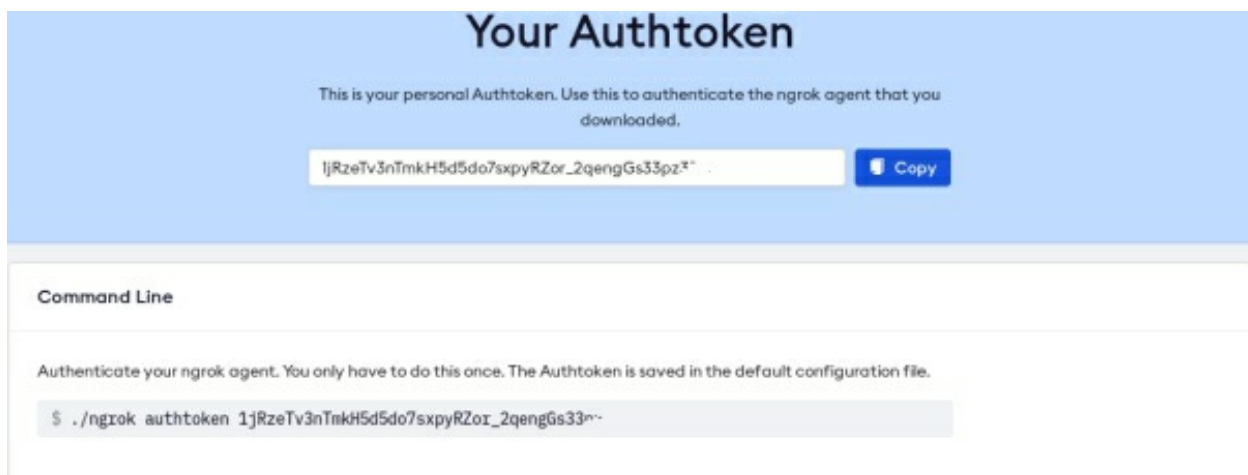 Your Authtoken
This is your personal Authtoken. Use this to authenticate the ngrok agent that you
downloaded.
Copy
Command Line
Authenticate your ngrok agent. You only have to do this once. The Authtoken is saved in the default configuration file.
$ ./ngrok authtoken